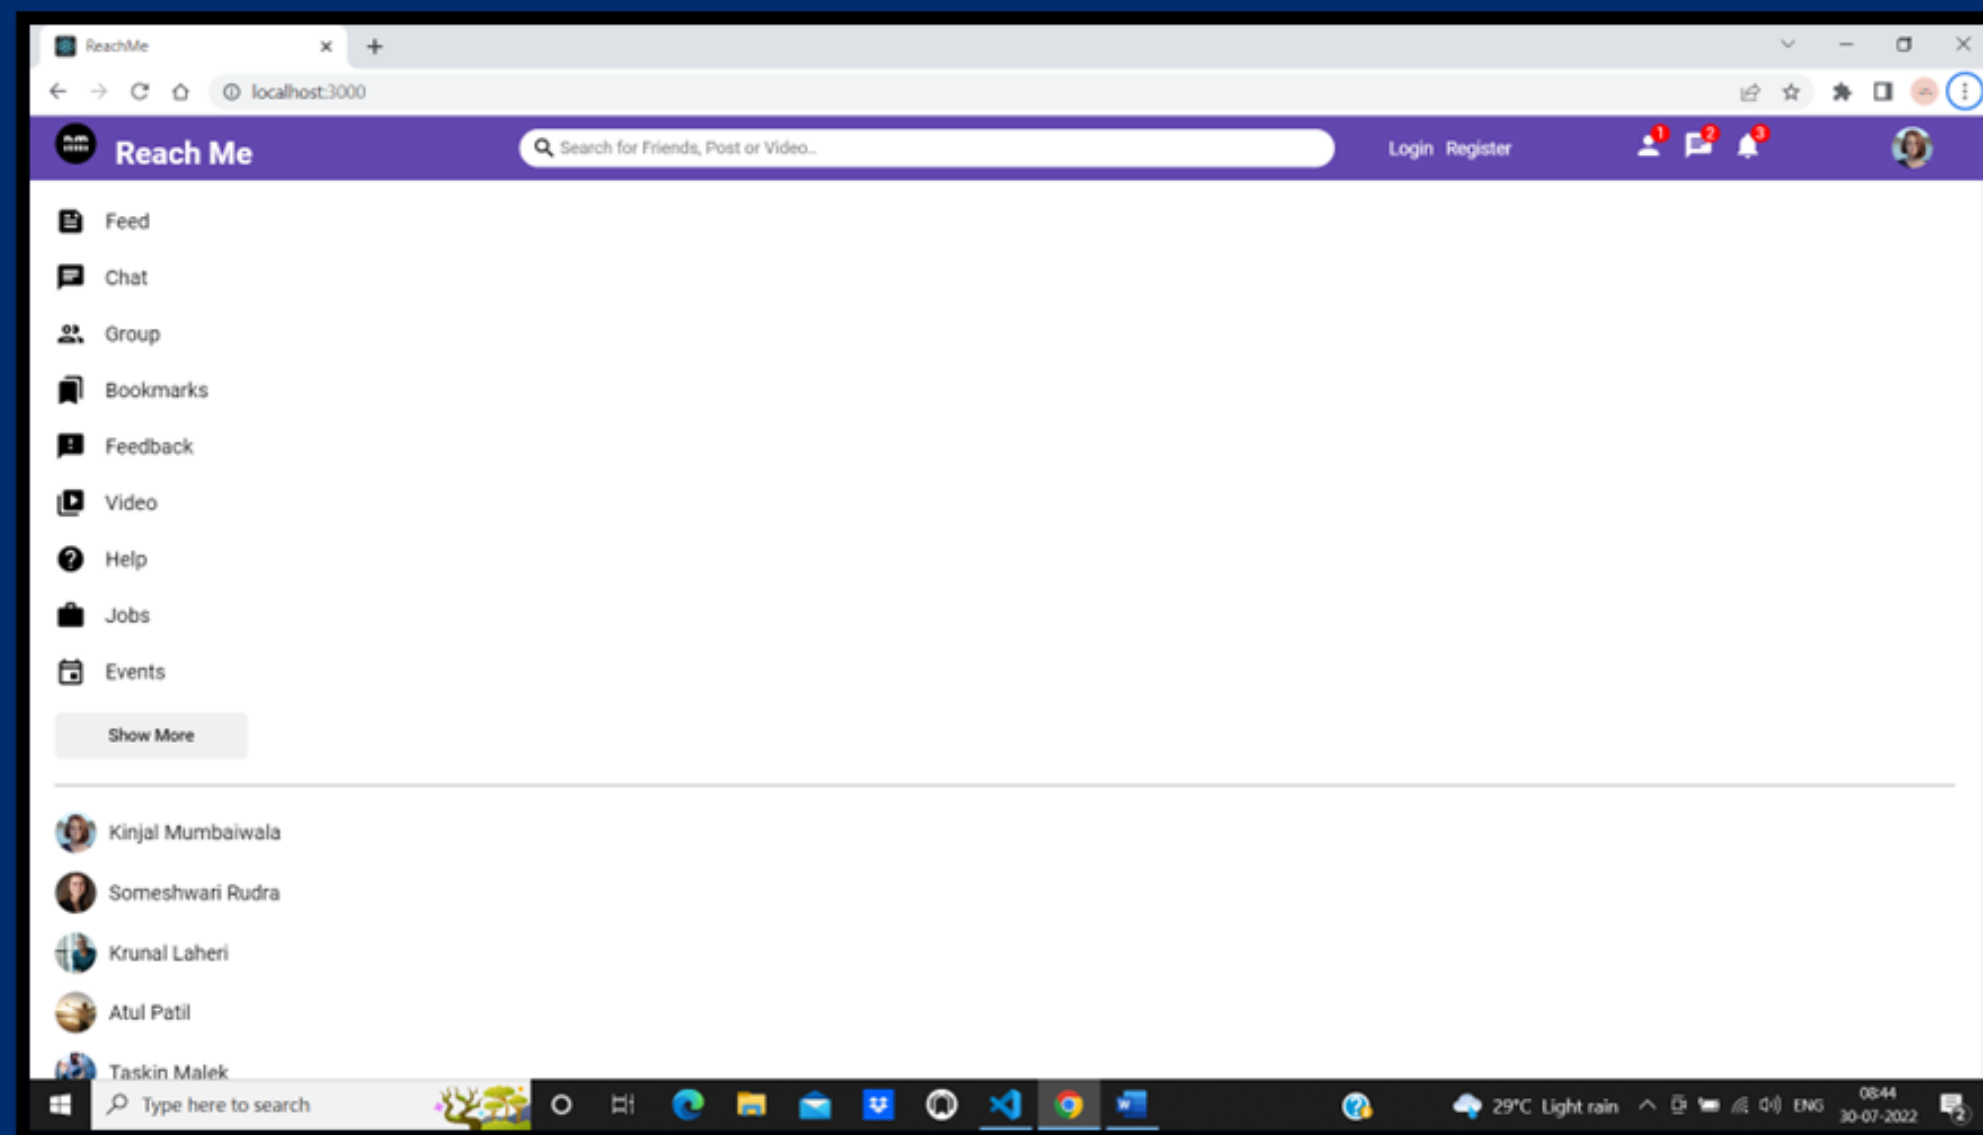 ReachMe
localhost:3000
Reach Me
Search for Friends, Post or Video..
Login Register
1 2 3
Feed
Chat
Group
Bookmarks
Feedback
Video
Help
Jobs
Events
Show More
Kinjal Mumbaiwala
Someshwari Rudra
Krunal Laheri
Atul Patil
Taskin Malek
Type here to search
29°C Light rain
ENG
08:44
30-07-2022
2